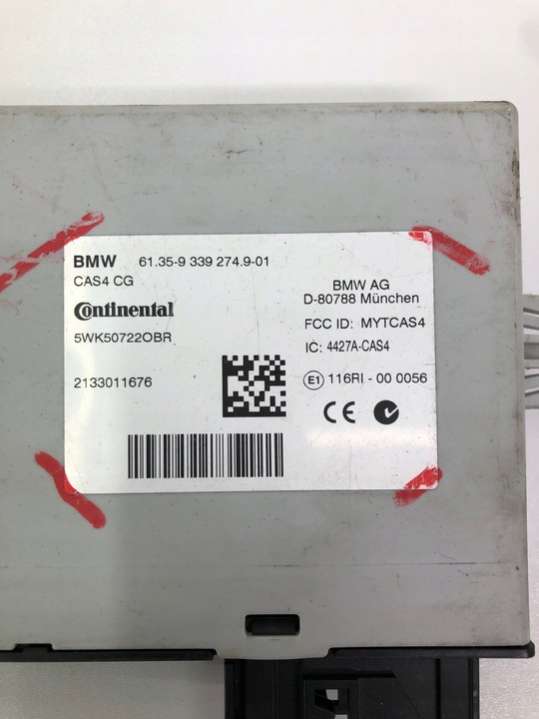 BMW 61.35-9 339 274.9-01
CAS4 CG
Continental
5WK50722OBR
2133011676
BMW AG
D-80788 München
FCC ID: MYTCAS4
IC: 4427A-CAS4
E1 116RI - 00 0056
CE